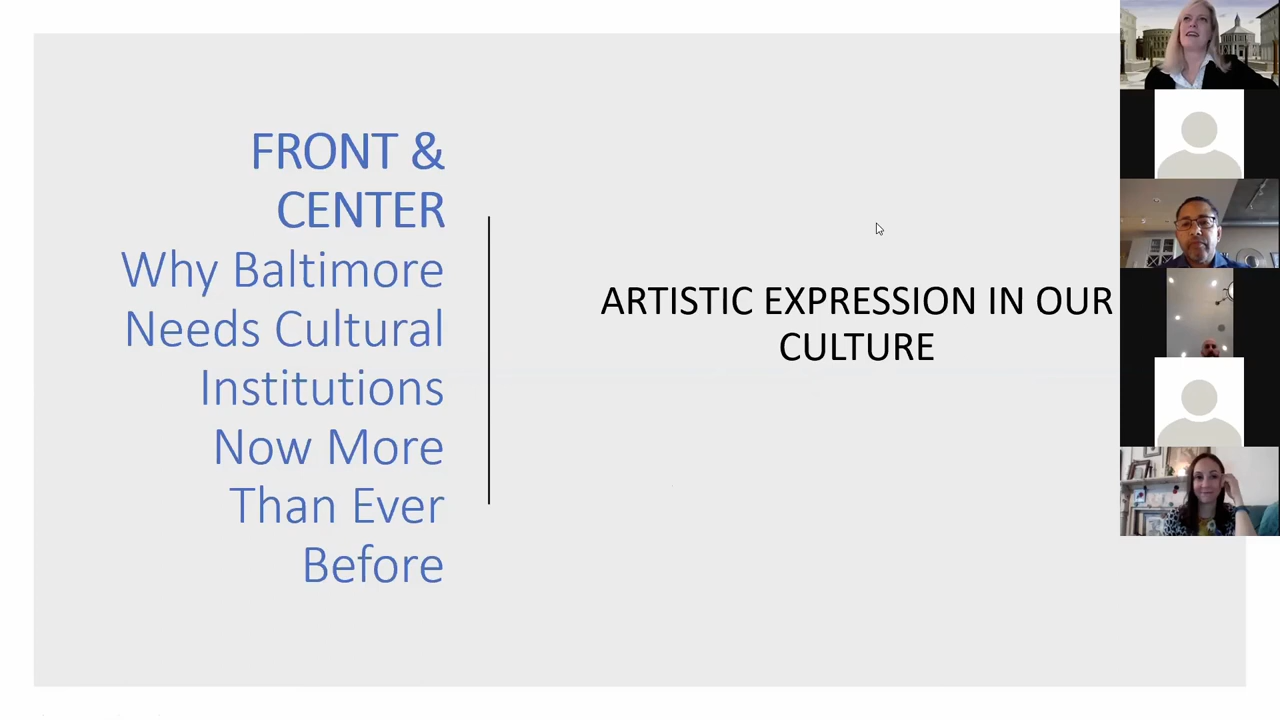 FRONT &
CENTER
Why Baltimore
Needs Cultural
Institutions
Now More
Than Ever
Before
ARTISTIC EXPRESSION IN OUR
CULTURE